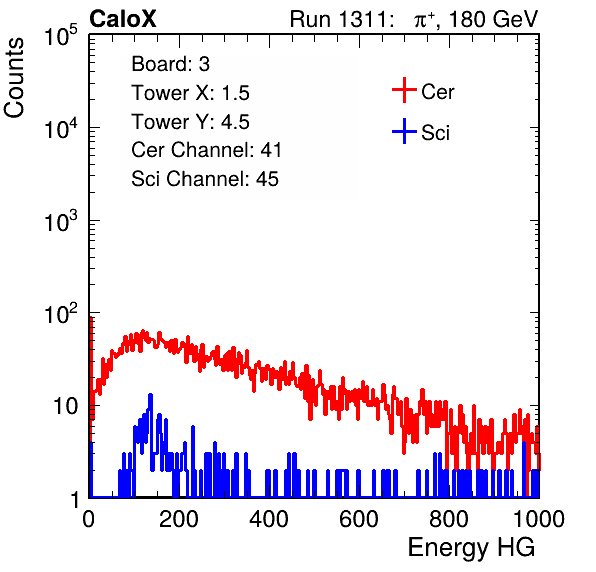 CaloX Run 1311: π⁺, 180 GeV
Counts
10⁵
10⁴
10³
10²
10
1
Board: 3
Tower X: 1.5
Tower Y: 4.5
Cer Channel: 41
Sci Channel: 45
Cer
Sci
0 200 400 600 800 1000
Energy HG